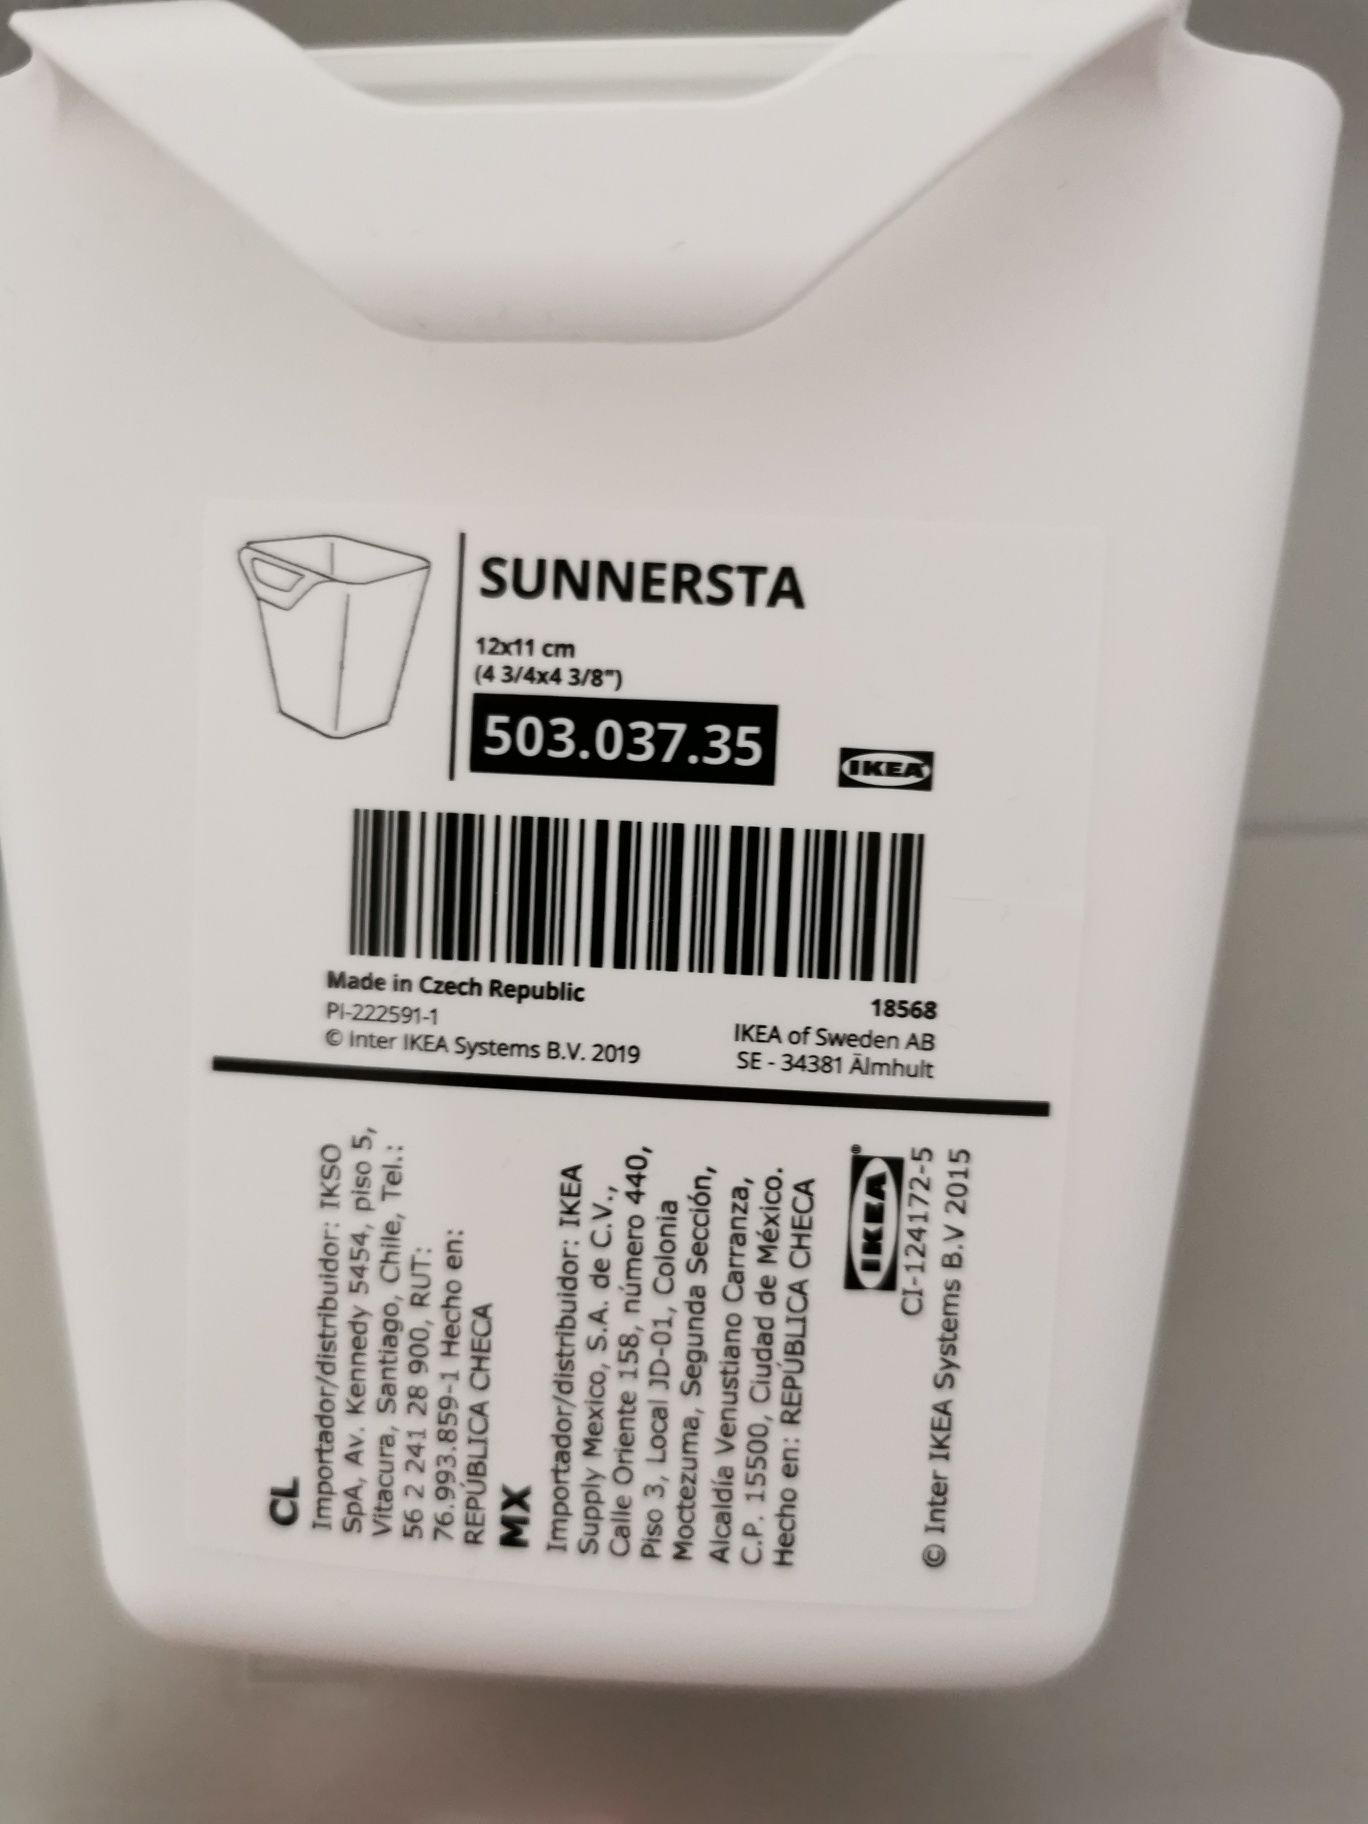 SUNNERSTA
12x11 cm
(4 3/4x4 3/8")
503.037.35
IKEA
Made in Czech Republic
PI-222591-1
© Inter IKEA Systems B.V. 2019
18568
IKEA of Sweden AB
SE - 34381 Älmhult
CL
Importador/distribuidor: IKSO
SpA, Av. Kennedy 5454, piso 5,
Vitacura, Santiago, Chile, Tel.:
56 2 241 28 900, RUT:
76.993.859-1 Hecho en:
REPÚBLICA CHECA
MX
Importador/distribuidor: IKEA
Supply Mexico, S.A. de C.V.,
Calle Oriente 158, número 440,
Piso 3, Local JD-01, Colonia
Moctezuma, Segunda Sección,
Alcaldía Venustiano Carranza,
C.P. 15500, Ciudad de México.
Hecho en: REPÚBLICA CHECA
IKEA®
CI-124172-5
© Inter IKEA Systems B.V 2015